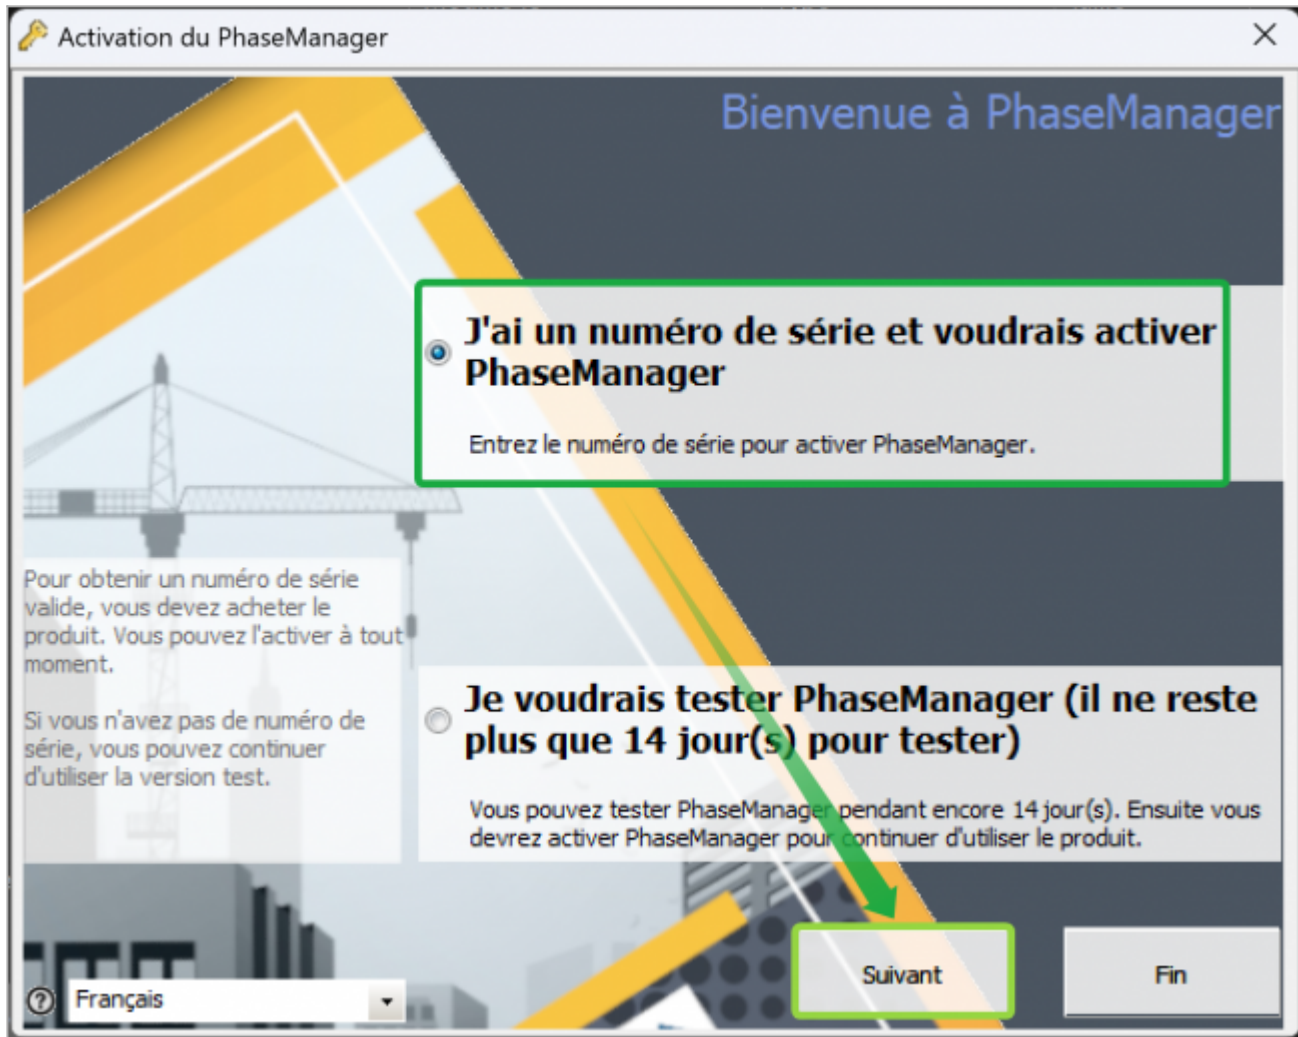 Activation du PhaseManager
Bienvenue à PhaseManager
J'ai un numéro de série et voudrais activer
PhaseManager
Entrez le numéro de série pour activer PhaseManager.
Pour obtenir un numéro de série
valide, vous devez acheter le
produit. Vous pouvez l'activer à tout
moment.
Si vous n'avez pas de numéro de
série, vous pouvez continuer
d'utiliser la version test.
Je voudrais tester PhaseManager (il ne reste
plus que 14 jour(s) pour tester)
Vous pouvez tester PhaseManager pendant encore 14 jour(s). Ensuite vous
devrez activer PhaseManager pour continuer d'utiliser le produit.
Français
Suivant
Fin